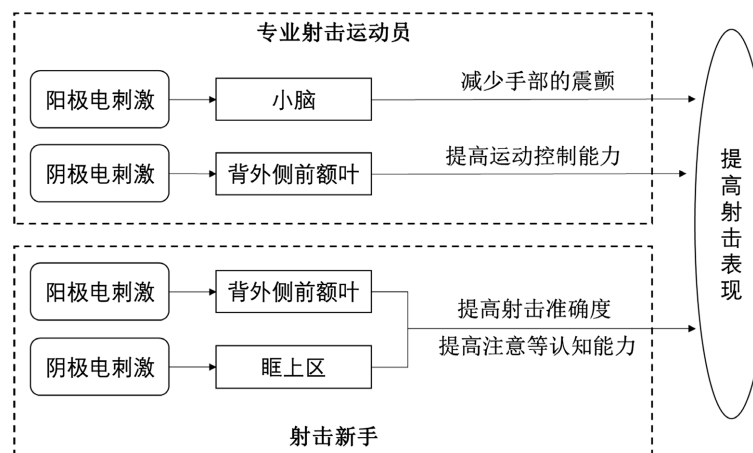 专业射击运动员
阳极电刺激
小脑
减少手部的震颤
阴极电刺激
背外侧前额叶
提高运动控制能力
提高射击表现
阳极电刺激
背外侧前额叶
提高射击准确度
提高注意等认知能力
阴极电刺激
眶上区
射击新手